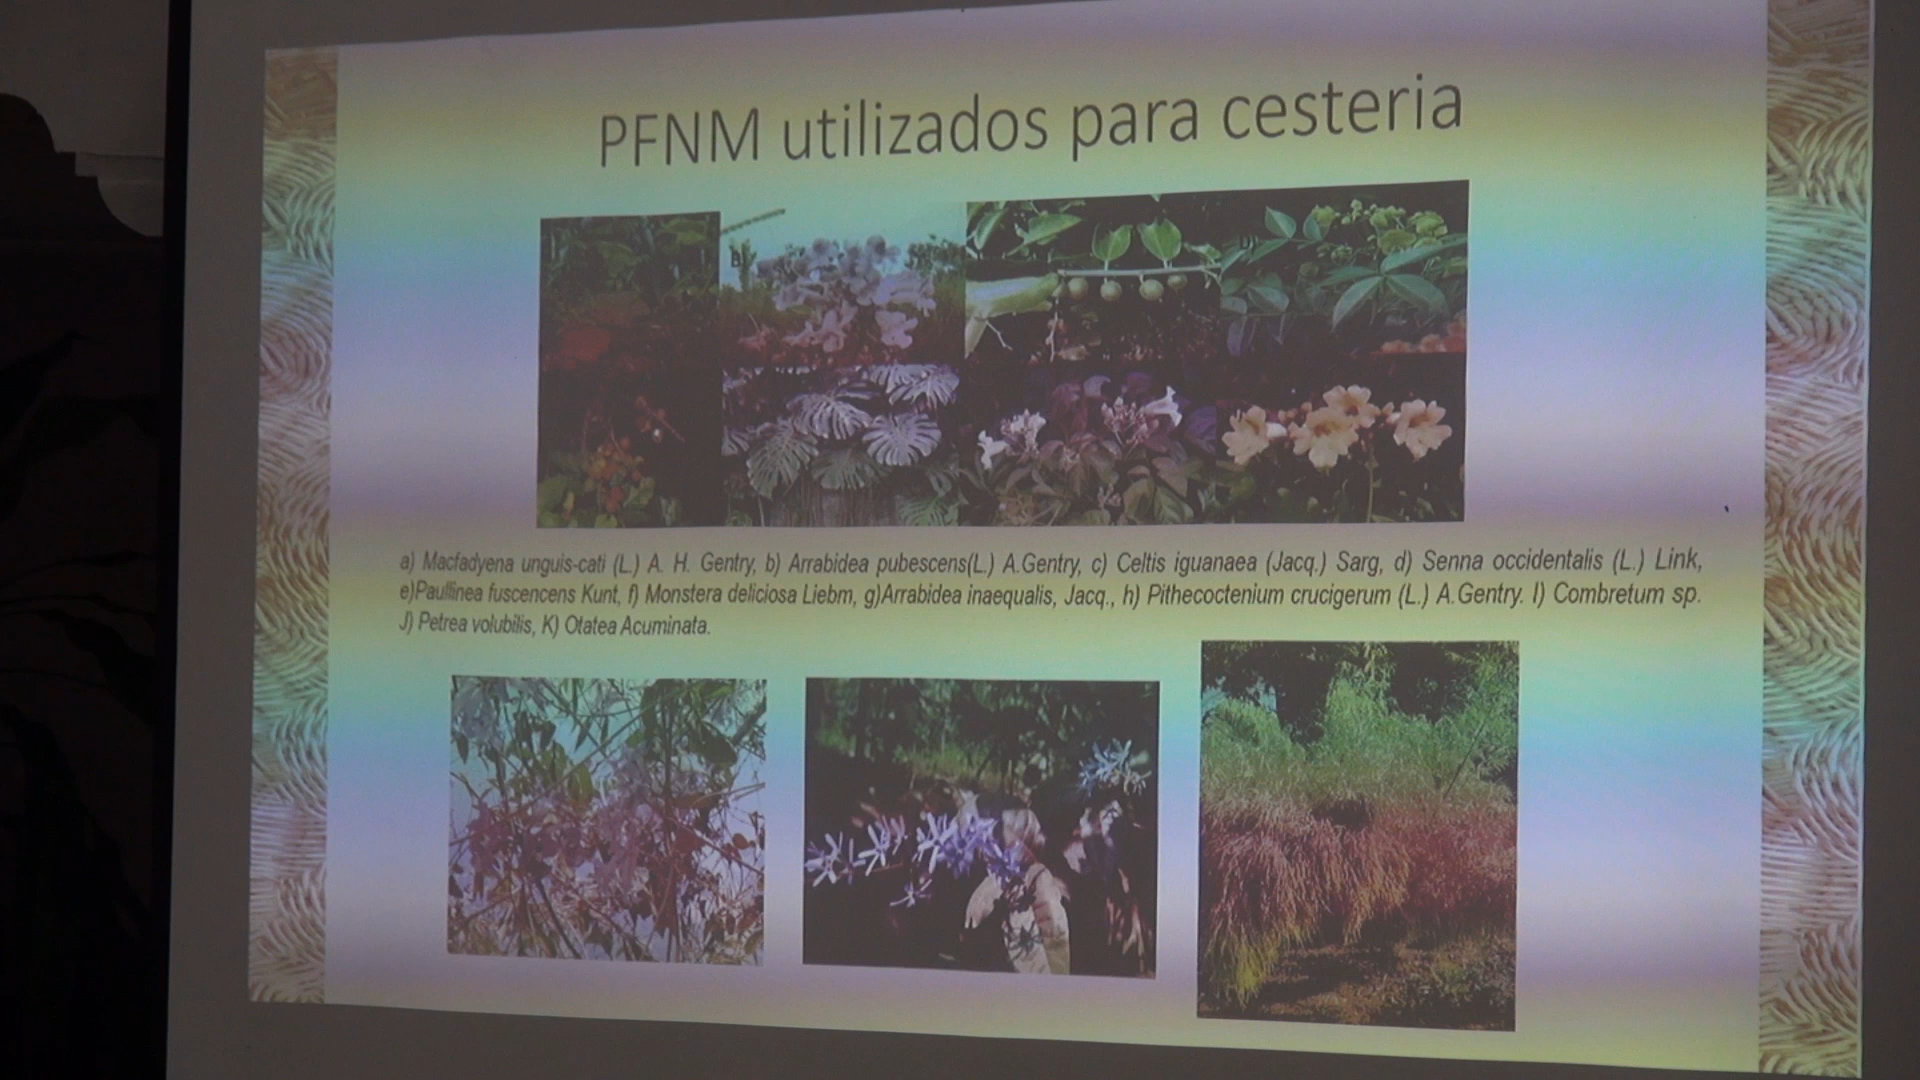 PFNM utilizados para cesteria
B)
D)
a) Macfadyena unguis-cati (L.) A. H. Gentry, b) Arrabidea pubescens(L.) A.Gentry, c) Celtis iguanaea (Jacq.) Sarg, d) Senna occidentalis (L.) Link,
e)Paullinea fuscencens Kunt, f) Monstera deliciosa Liebm, g)Arrabidea inaequalis, Jacq., h) Pithecoctenium crucigerum (L.) A.Gentry. I) Combretum sp.
J) Petrea volubilis, K) Otatea Acuminata.